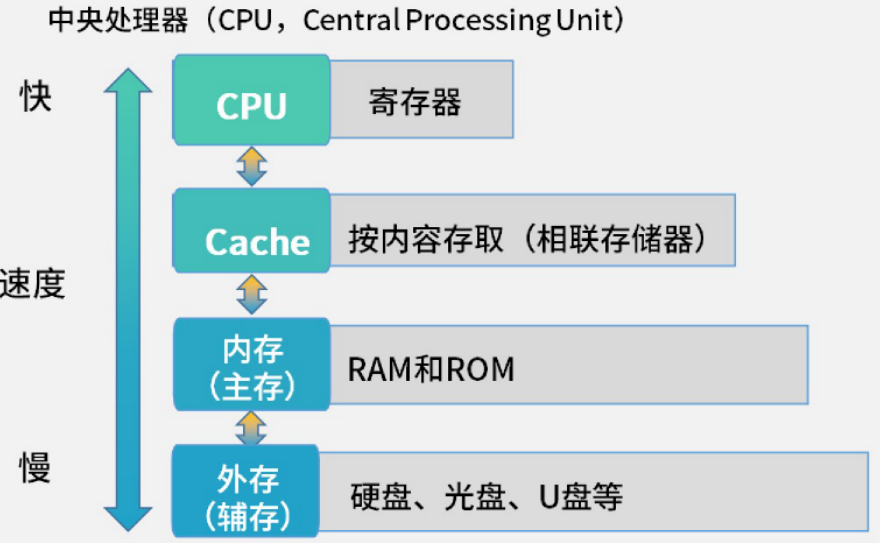 中央处理器（CPU，Central Processing Unit）
快
CPU
寄存器
Cache
按内容存取（相联存储器）
速度
内存
（主存）
RAM和ROM
慢
外存
（辅存）
硬盘、光盘、U盘等